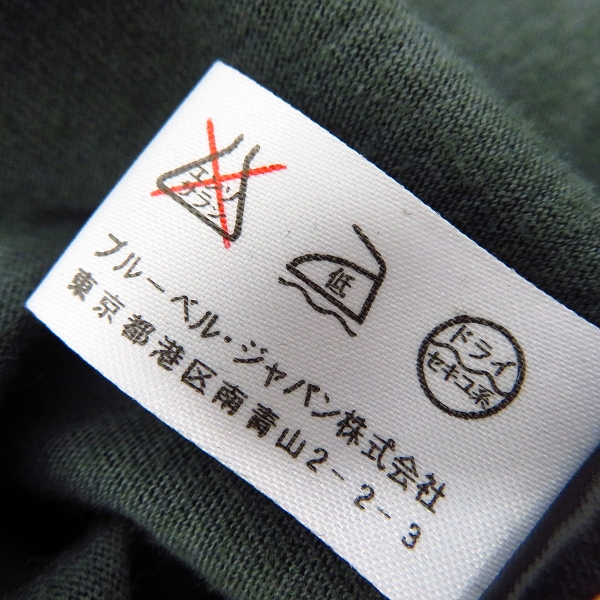 エンソ
サラシ
低
ドライ
セキユ系
ブルーベル・ジャパン株式会社
東京都港区南青山2-2-3